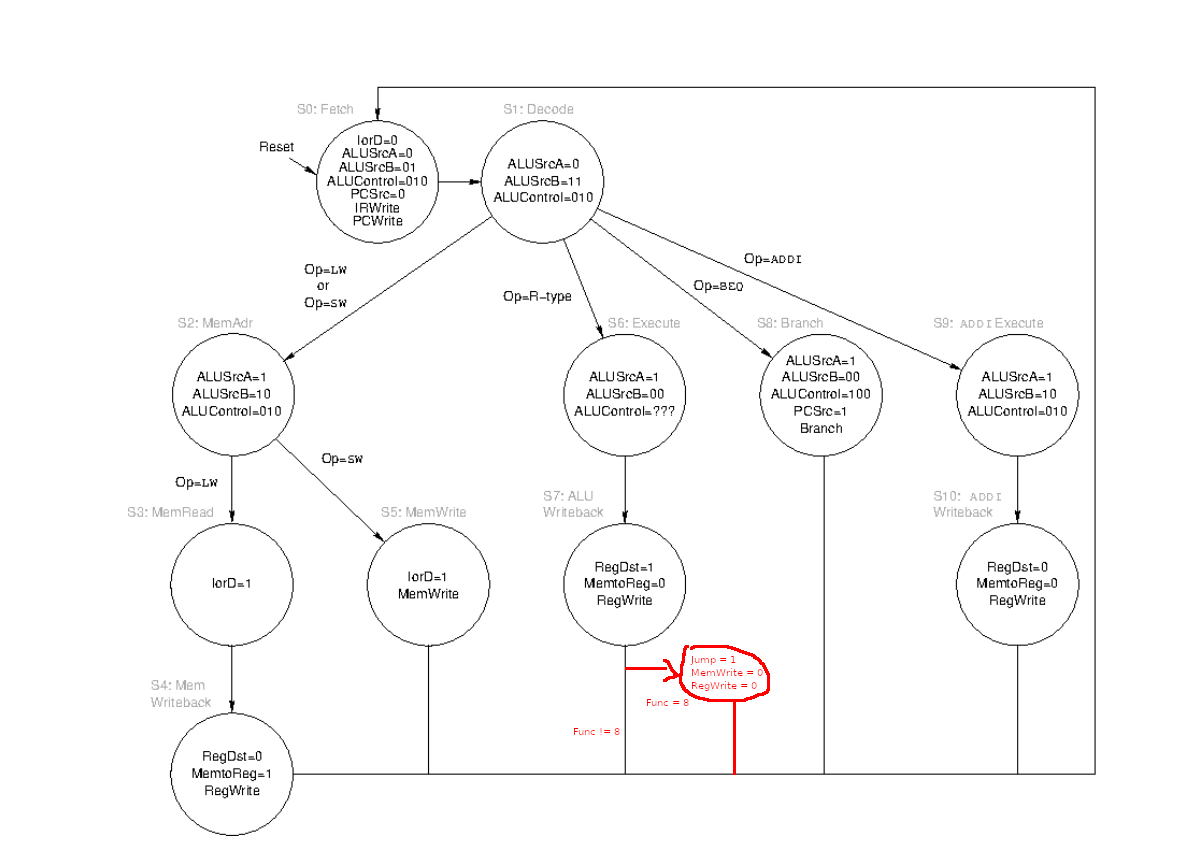 S0: Fetch
S1: Decode
Reset
IorD=0
ALUSrcA=0
ALUSrcB=01
ALUControl=010
PCSrc=0
IRWrite
PCWrite
ALUSrcA=0
ALUSrcB=11
ALUControl=010
Op=LW
or
Op=SW
Op=R-type
Op=BEQ
Op=ADDI
S2: MemAdr
S6: Execute
S8: Branch
S9: ADDI Execute
ALUSrcA=1
ALUSrcB=10
ALUControl=010
ALUSrcA=1
ALUSrcB=00
ALUControl=???
ALUSrcA=1
ALUSrcB=00
ALUControl=100
PCSrc=1
Branch
ALUSrcA=1
ALUSrcB=10
ALUControl=010
Op=LW
Op=SW
S3: MemRead
S5: MemWrite
S7: ALU
Writeback
S10: ADDI
Writeback
IorD=1
IorD=1
MemWrite
RegDst=1
MemtoReg=0
RegWrite
RegDst=0
MemtoReg=0
RegWrite
Jump = 1
MemWrite = 0
RegWrite = 0
Func = 8
Func != 8
S4: Mem
Writeback
RegDst=0
MemtoReg=1
RegWrite